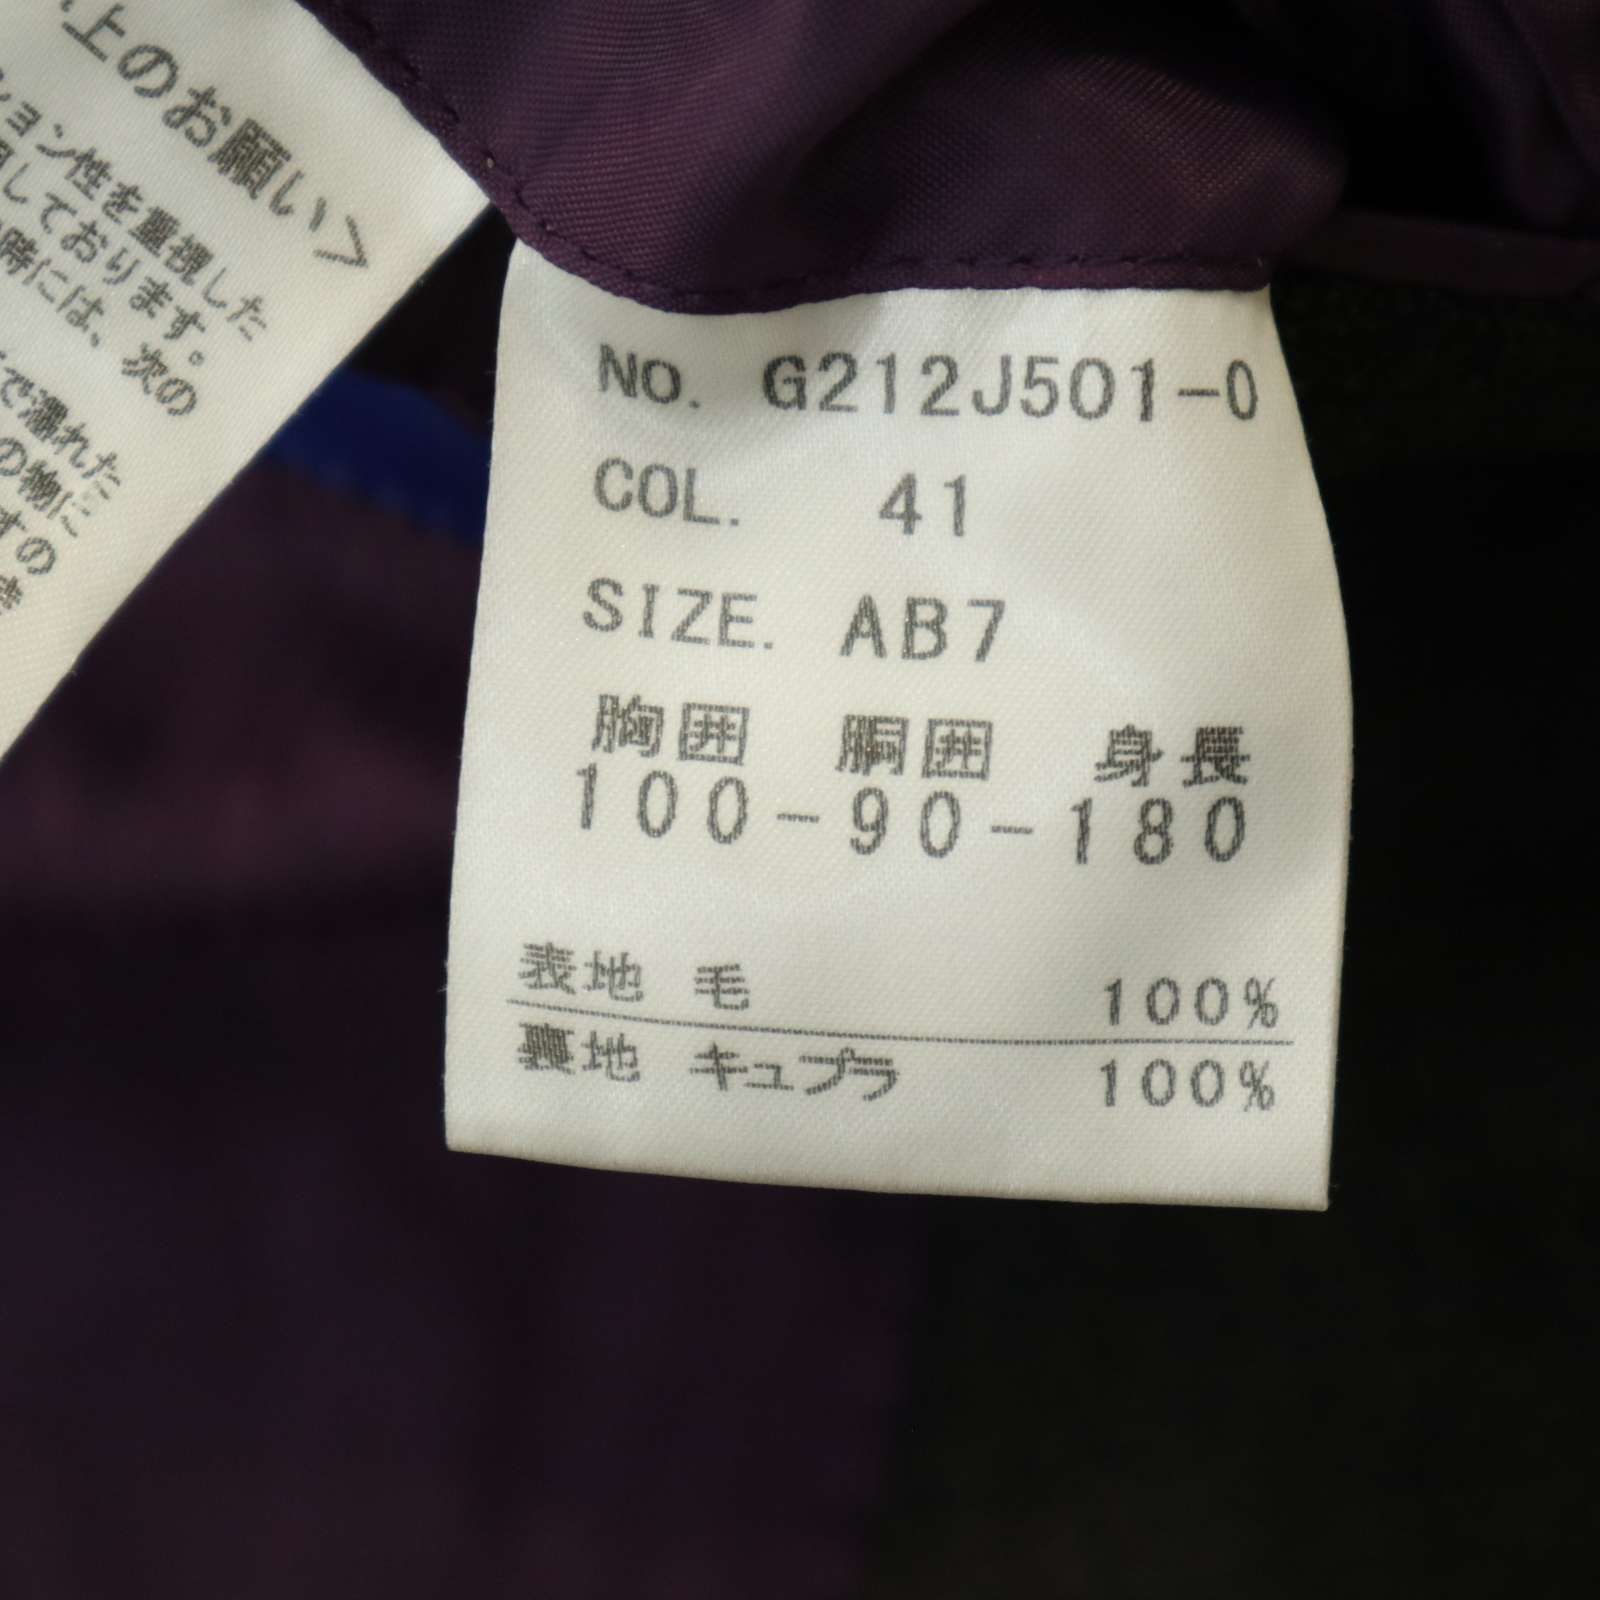 上のお願い>
ション性を重視した
しております。
時には、次の
で濡れた
の物に
すの
NO. G212J501-0
COL. 41
SIZE. AB7
胸囲 胴囲 身長
100-90-180
表地 毛 100%
裏地 キュプラ 100%